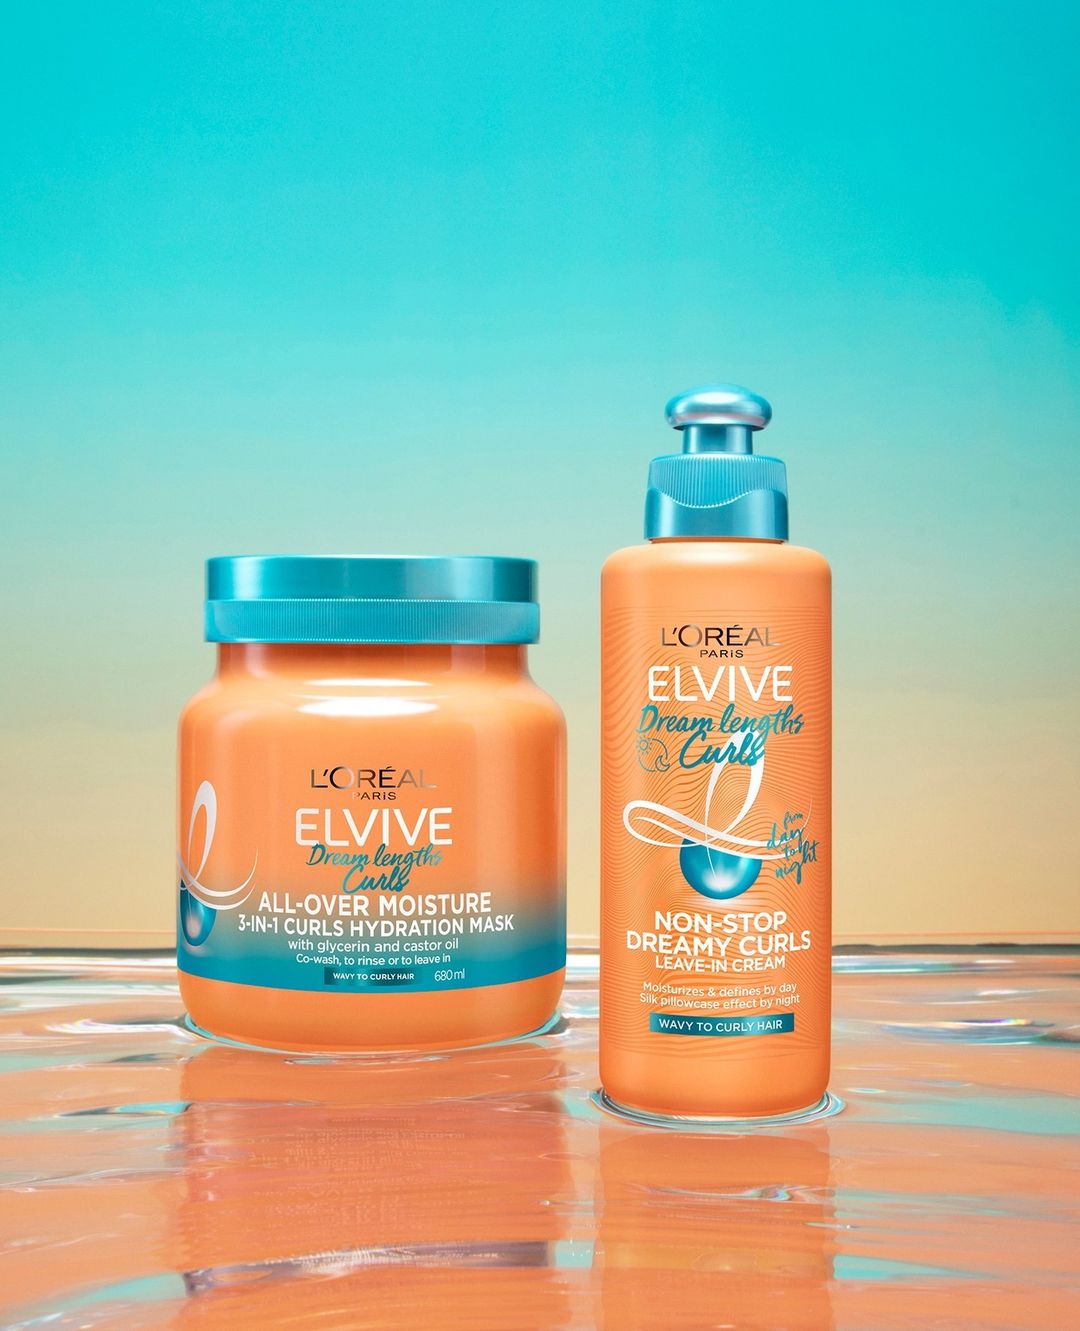 L'ORÉAL
PARIS
ELVIVE
Dream lengths
Curls
ALL-OVER MOISTURE
3-IN-1 CURLS HYDRATION MASK
with glycerin and castor oil
Co-wash, to rinse or to leave in
WAVY TO CURLY HAIR
680 ml
L'ORÉAL
PARIS
ELVIVE
Dream lengths
Curls
from
day
to
night
NON-STOP
DREAMY CURLS
LEAVE-IN CREAM
Moisturizes & defines by day
Silk pillowcase effect by night
WAVY TO CURLY HAIR